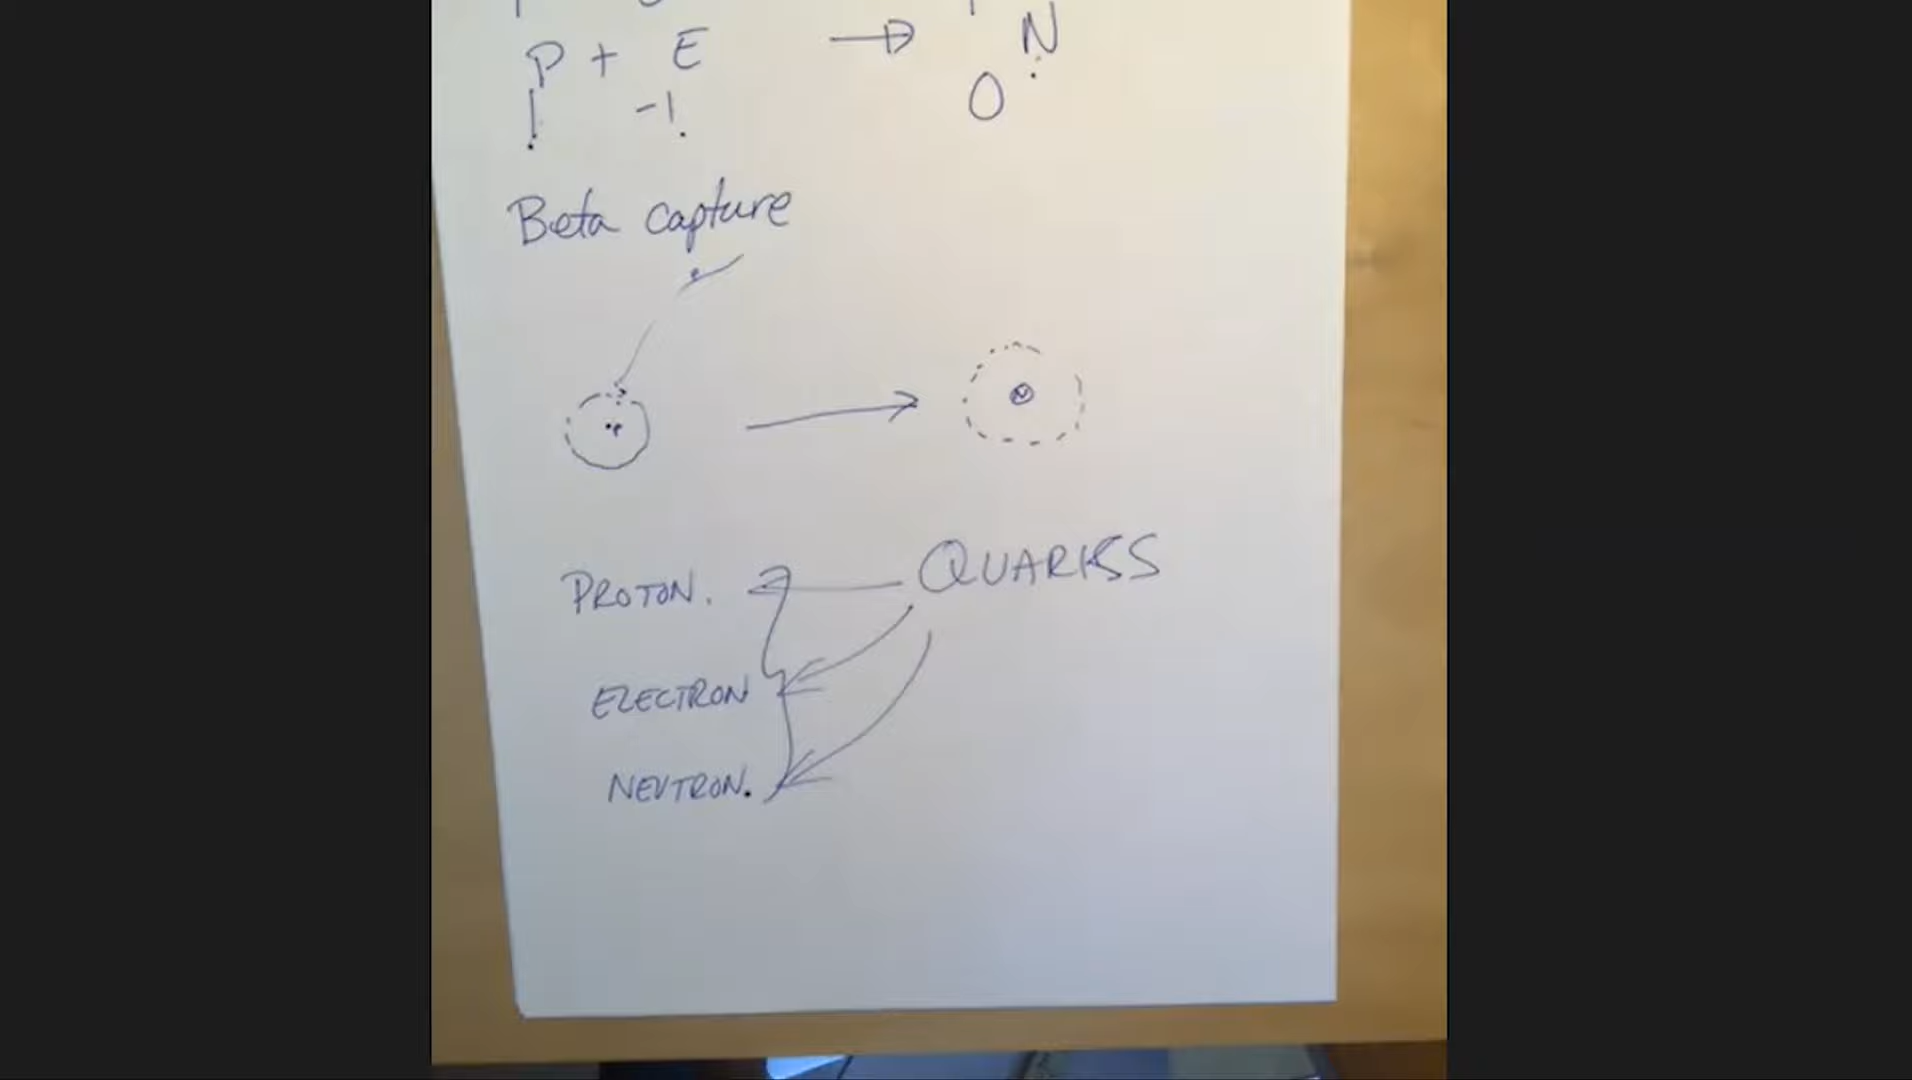 P + E → N
1 -1 0
Beta capture
P N
QUARKS
PROTON.
ELECTRON
NEUTRON.